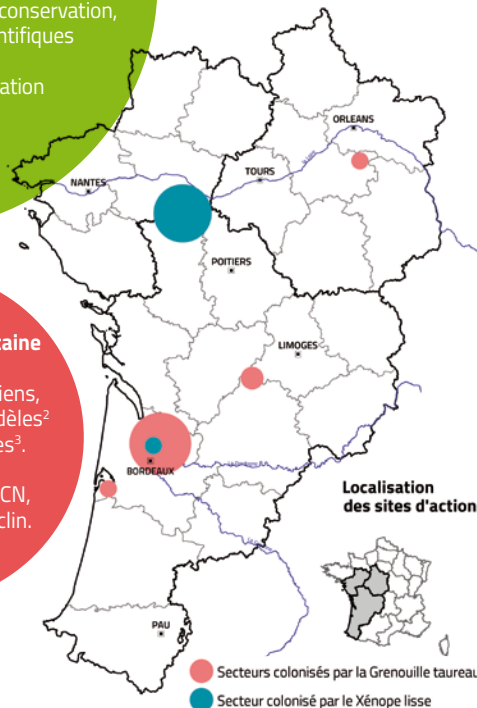 conservation,
ntifiques
ation
ORLEANS
NANTES
TOURS
POITIERS
LIMOGES
taine
iens,
dèles²
es³.
CN,
clin.
BORDEAUX
Localisation
des sites d'action
PAU
Secteurs colonisés par la Grenouille taureau
Secteur colonisé par le Xénope lisse